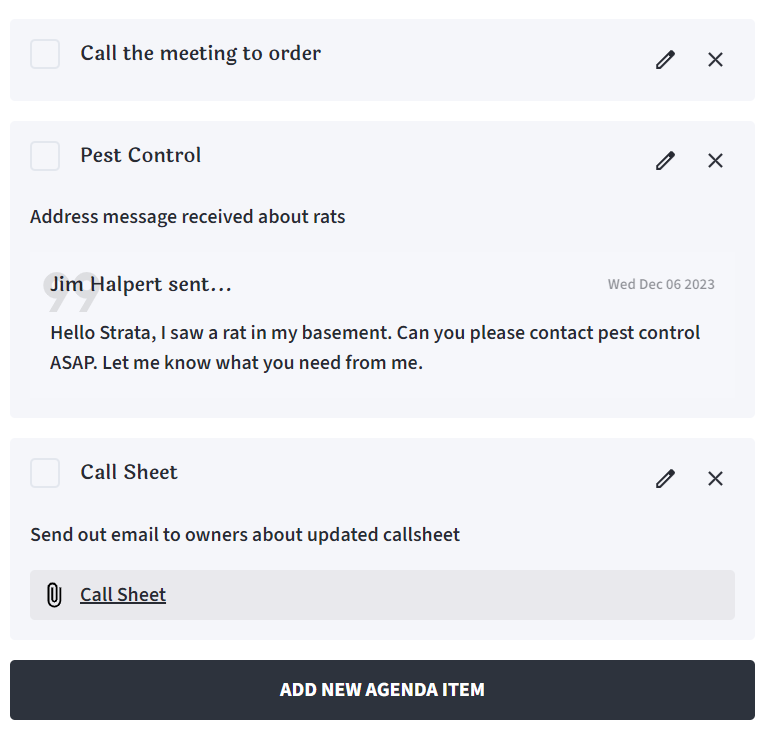 Call the meeting to order
Pest Control
Address message received about rats
Jim Halpert sent...
Wed Dec 06 2023
Hello Strata, I saw a rat in my basement. Can you please contact pest control
ASAP. Let me know what you need from me.
Call Sheet
Send out email to owners about updated callsheet
Call Sheet
ADD NEW AGENDA ITEM